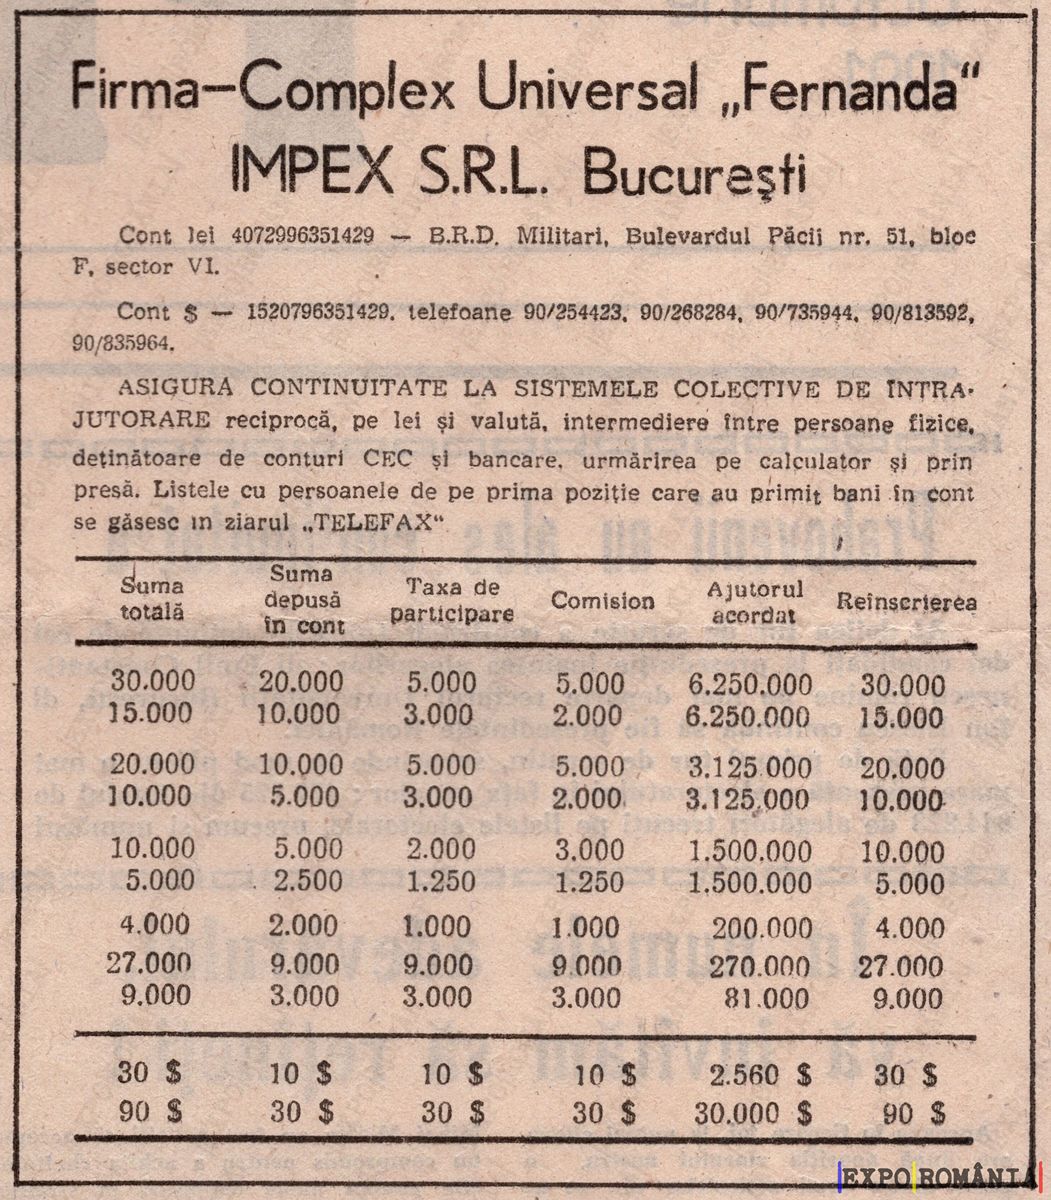 Firma—Complex Universal „Fernanda“
IMPEX S.R.L. București
Cont lei 4072996351429 — B.R.D. Militari, Bulevardul Păcii nr. 51, bloc
F, sector VI.
Cont $ — 1520796351429, telefoane 90/254423, 90/268284, 90/735944, 90/813592,
90/835964.
ASIGURA CONTINUITATE LA SISTEMELE COLECTIVE DE INTRA-
JUTORARE reciprocă, pe lei și valută, intermediere între persoane fizice,
deținătoare de conturi CEC și bancare, urmărirea pe calculator și prin
presă. Listele cu persoanele de pe prima poziție care au primit bani în cont
se găsesc in ziarul „TELEFAX“
Suma totală Suma depusă în cont Taxa de participare Comision Ajutorul acordat Reînscrierea
30.000 20.000 5.000 5.000 6.250.000 30.000
15.000 10.000 3.000 2.000 6.250.000 15.000
20.000 10.000 5.000 5.000 3.125.000 20.000
10.000 5.000 3.000 2.000 3.125.000 10.000
10.000 5.000 2.000 3.000 1.500.000 10.000
5.000 2.500 1.250 1.250 1.500.000 5.000
4.000 2.000 1.000 1.000 200.000 4.000
27.000 9.000 9.000 9.000 270.000 27.000
9.000 3.000 3.000 3.000 81.000 9.000
30 $ 10 $ 10 $ 10 $ 2.560 $ 30 $
90 $ 30 $ 30 $ 30 $ 30.000 $ 90 $
EXPO ROMÂNIA